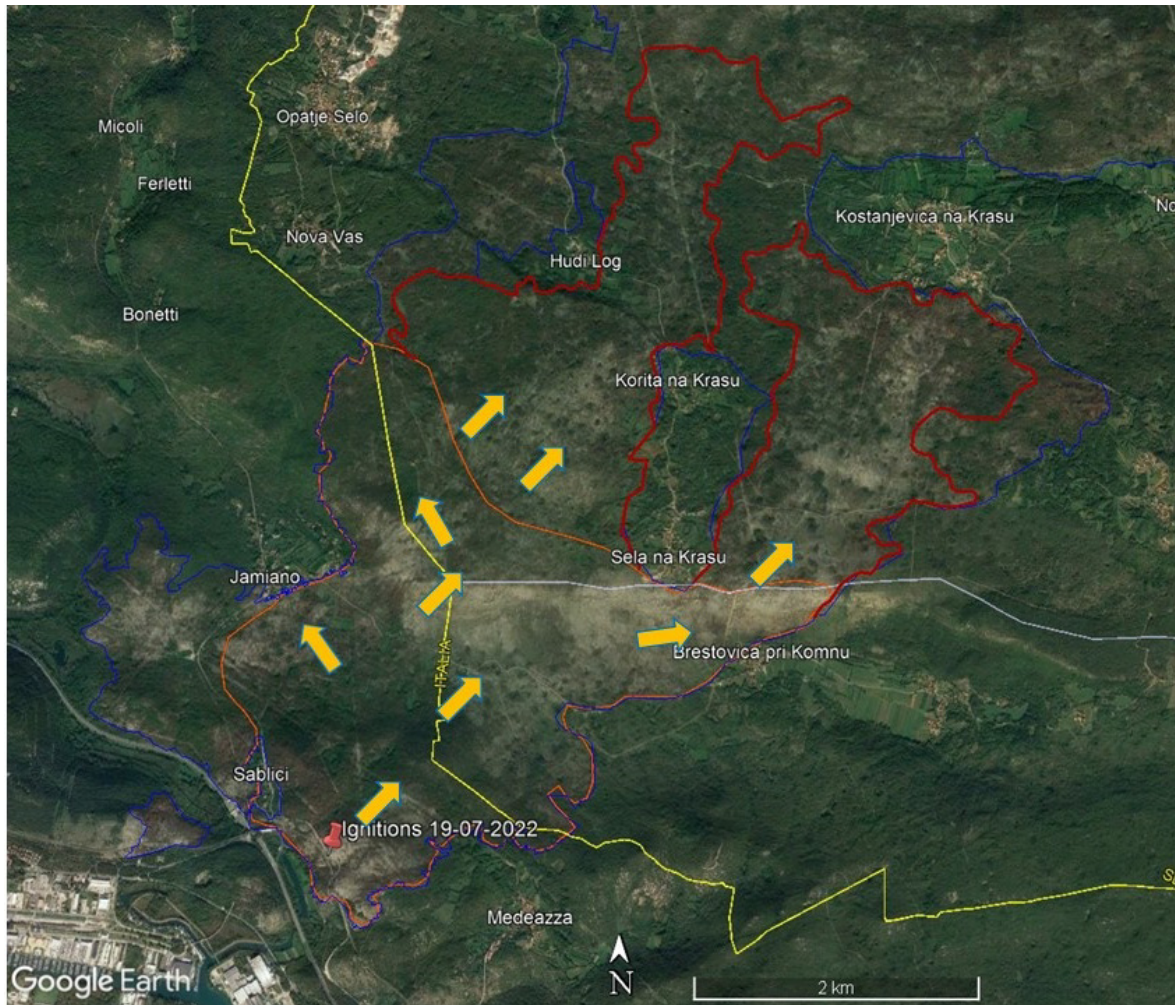 Opatje Selo
Micoli
Ferletti
Kostanjevica na Krasu
No
Nova Vas
Hudi Log
Bonetti
Korita na Krasu
Sela na Krasu
Jamiano
Brestovica pri Komnu
ITALIA
Sablici
Ignitions 19-07-2022
S
Medeazza
Google Earth
N
2 km